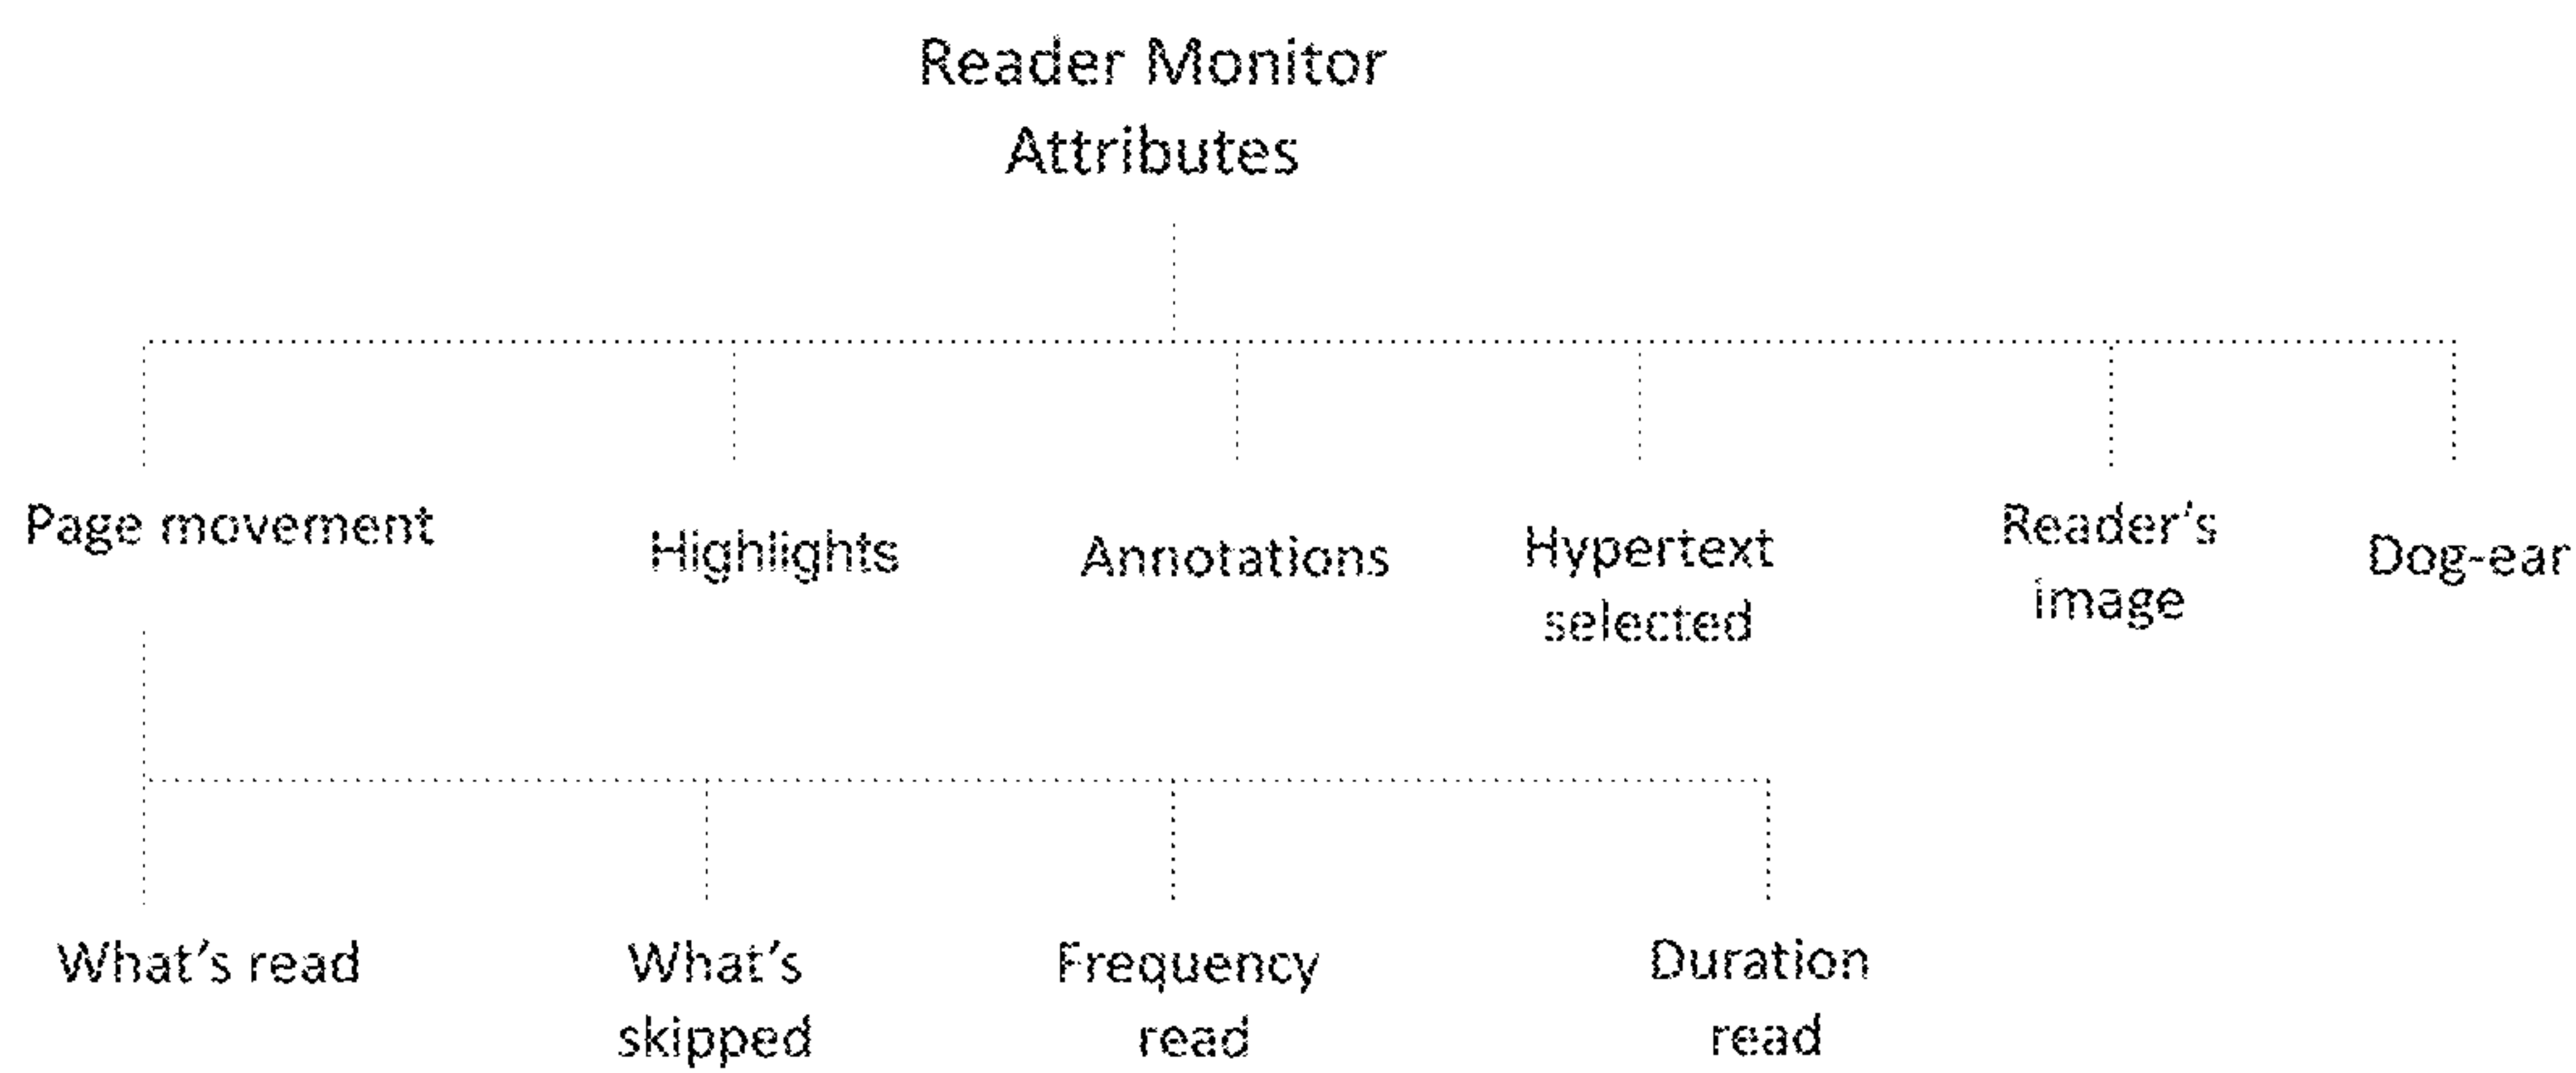 Reader Monitor
Attributes
Page movement
Highlights
Annotations
Hypertext
selected
Reader's
image
Dog-ear
What's read
What's
skipped
Frequency
read
Duration
read